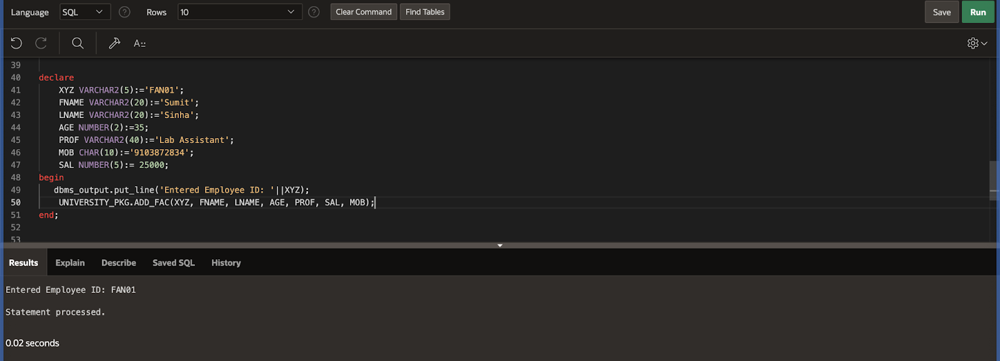 Language SQL Rows 10 Clear Command Find Tables Save Run
A::
39
40 declare
41 XYZ VARCHAR2(5):='FAN01';
42 FNAME VARCHAR2(20):='Sumit';
43 LNAME VARCHAR2(20):='Sinha';
44 AGE NUMBER(2):=35;
45 PROF VARCHAR2(40):='Lab Assistant';
46 MOB CHAR(10):='9103872834';
47 SAL NUMBER(5):= 25000;
48 begin
49 dbms_output.put_line('Entered Employee ID: '||XYZ);
50 UNIVERSITY_PKG.ADD_FAC(XYZ, FNAME, LNAME, AGE, PROF, SAL, MOB);
51 end;
52
53
Results Explain Describe Saved SQL History
Entered Employee ID: FAN01
Statement processed.
0.02 seconds